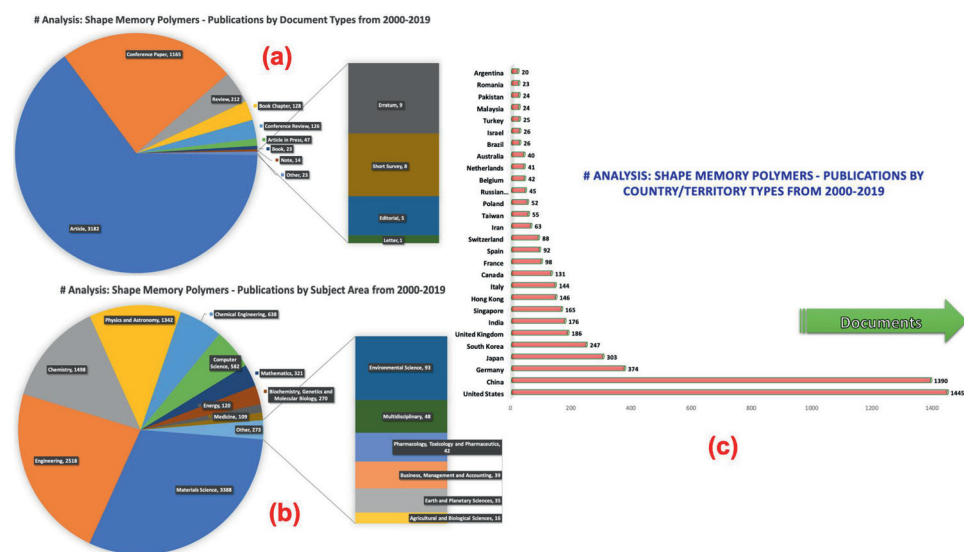 # Analysis: Shape Memory Polymers - Publications by Document Types from 2000-2019
(a)
Conference Paper, 1165
Review, 212
Book Chapter, 128
Conference Review, 126
Article in Press, 47
Book, 23
Note, 14
Other, 23
Article, 3182
Erratum, 9
Short Survey, 8
Editorial, 5
Letter, 1
# Analysis: Shape Memory Polymers - Publications by Subject Area from 2000-2019
Physics and Astronomy, 1342
Chemical Engineering, 638
Computer
Science, 582
Mathematics, 321
Biochemistry, Genetics and
Molecular Biology, 270
Energy, 120
Medicine, 109
Other, 273
Chemistry, 1498
Engineering, 2518
Materials Science, 3388
Environmental Science, 93
Multidisciplinary, 48
Pharmacology, Toxicology and Pharmaceutics,
42
Business, Management and Accounting, 39
Earth and Planetary Sciences, 35
Agricultural and Biological Sciences, 16
(b)
# ANALYSIS: SHAPE MEMORY POLYMERS - PUBLICATIONS BY
COUNTRY/TERRITORY TYPES FROM 2000-2019
Argentina 20
Romania 23
Pakistan 24
Malaysia 24
Turkey 25
Israel 26
Brazil 26
Australia 40
Netherlands 41
Belgium 42
Russian... 45
Poland 52
Taiwan 55
Iran 63
Switzerland 88
Spain 92
France 98
Canada 131
Italy 144
Hong Kong 146
Singapore 165
India 176
United Kingdom 186
South Korea 247
Japan 303
Germany 374
China 1390
United States 1445
0 200 400 600 800 1000 1200 1400
Documents
(c)